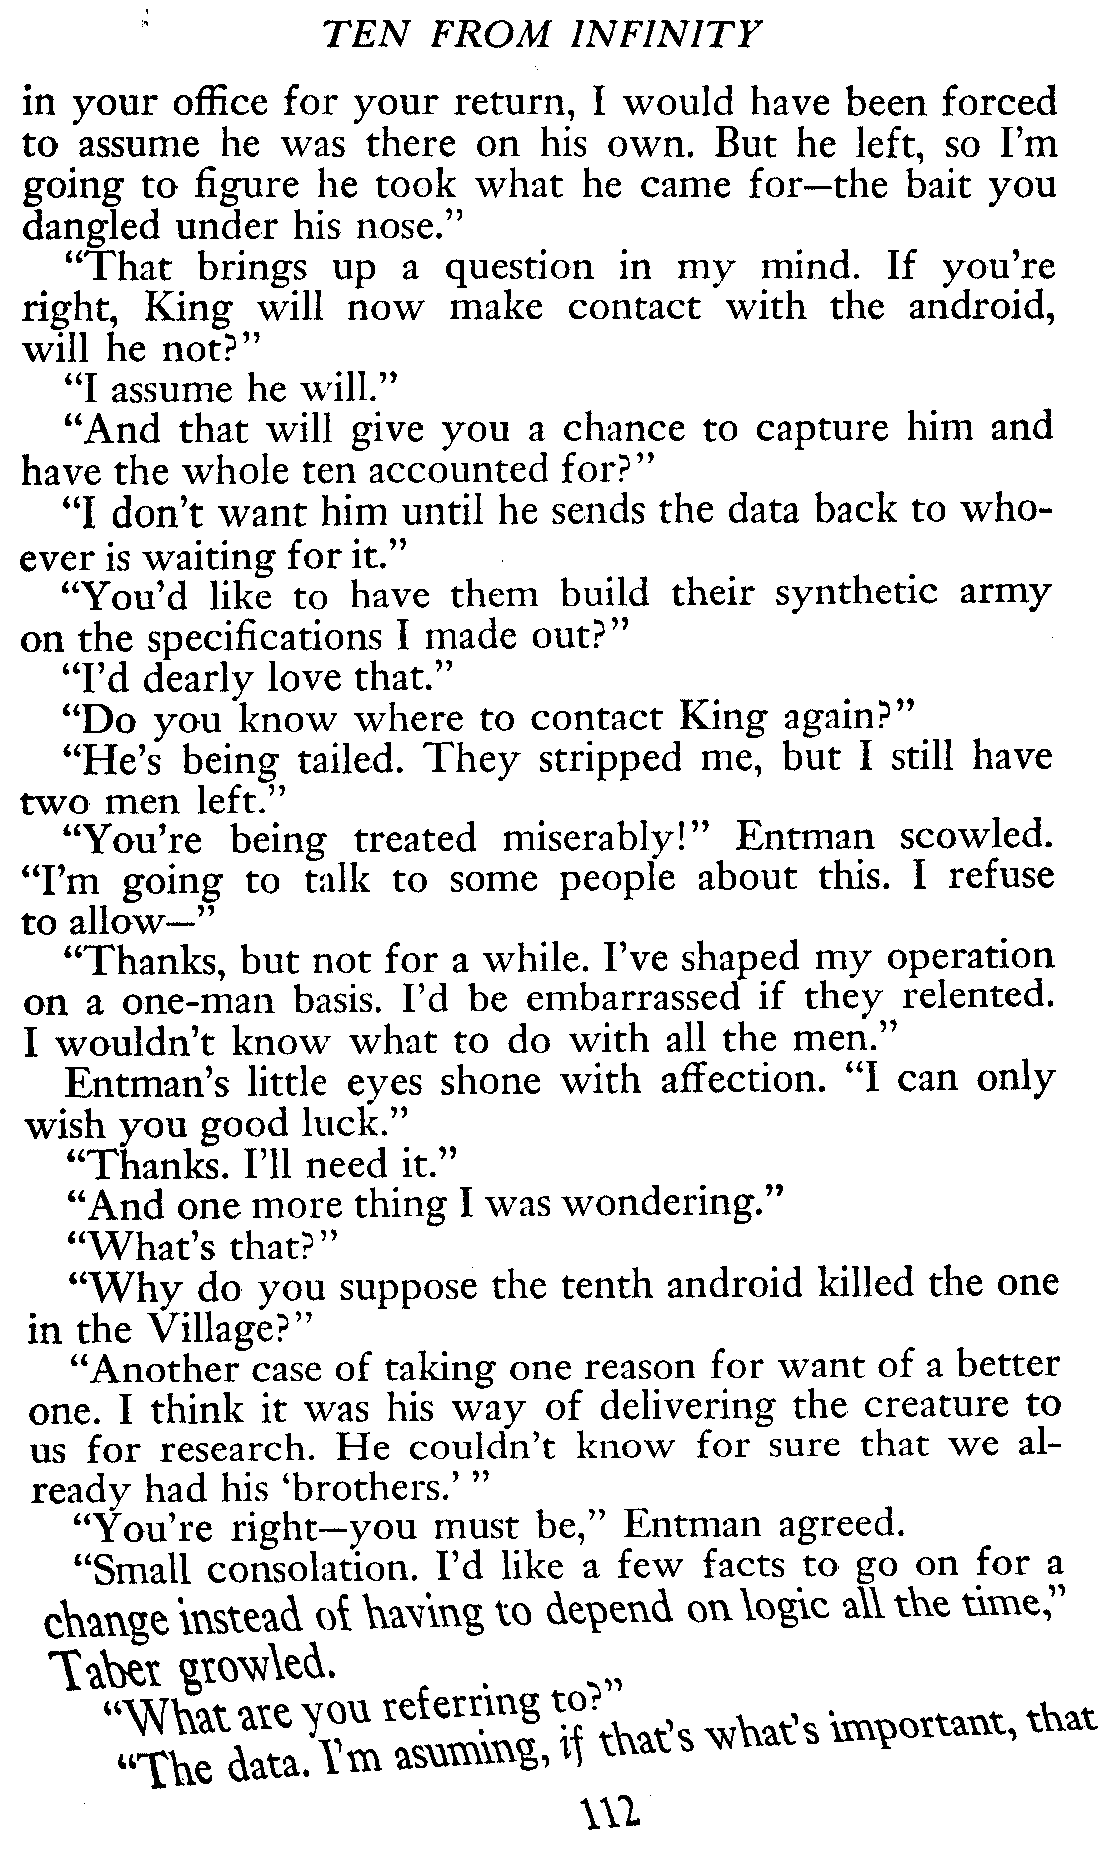 TEN FROM INFINITY
in your office for your return, I would have been forced
to assume he was there on his own. But he left, so I'm
going to figure he took what he came for—the bait you
dangled under his nose.”
“That brings up a question in my mind. If you're
right, King will now make contact with the android,
will he not?”
“I assume he will.”
“And that will give you a chance to capture him and
have the whole ten accounted for?”
“I don't want him until he sends the data back to who-
ever is waiting for it.”
“You'd like to have them build their synthetic army
on the specifications I made out?”
“I'd dearly love that.”
“Do you know where to contact King again?”
“He's being tailed. They stripped me, but I still have
two men left.”
“You're being treated miserably!” Entman scowled.
“I'm going to talk to some people about this. I refuse
to allow—”
“Thanks, but not for a while. I've shaped my operation
on a one-man basis. I'd be embarrassed if they relented.
I wouldn't know what to do with all the men.”
Entman's little eyes shone with affection. “I can only
wish you good luck.”
“Thanks. I'll need it.”
“And one more thing I was wondering.”
“What's that?”
“Why do you suppose the tenth android killed the one
in the Village?”
“Another case of taking one reason for want of a better
one. I think it was his way of delivering the creature to
us for research. He couldn't know for sure that we al-
ready had his ‘brothers.’ ”
“You're right—you must be,” Entman agreed.
“Small consolation. I'd like a few facts to go on for a
change instead of having to depend on logic all the time,”
Taber growled.
“What are you referring to?”
“The data. I'm asuming, if that's what's important, that
112